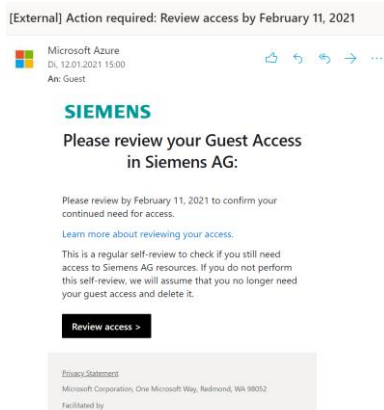 [External] Action required: Review access by February 11, 2021
Microsoft Azure
Di, 12.01.2021 15:00
An: Guest
SIEMENS
Please review your Guest Access
in Siemens AG:
Please review by February 11, 2021 to confirm your
continued need for access.
Learn more about reviewing your access.
This is a regular self-review to check if you still need
access to Siemens AG resources. If you do not perform
this self-review, we will assume that you no longer need
your guest access and delete it.
Review access >
Privacy Statement
Microsoft Corporation, One Microsoft Way, Redmond, WA 98052
Facilitated by